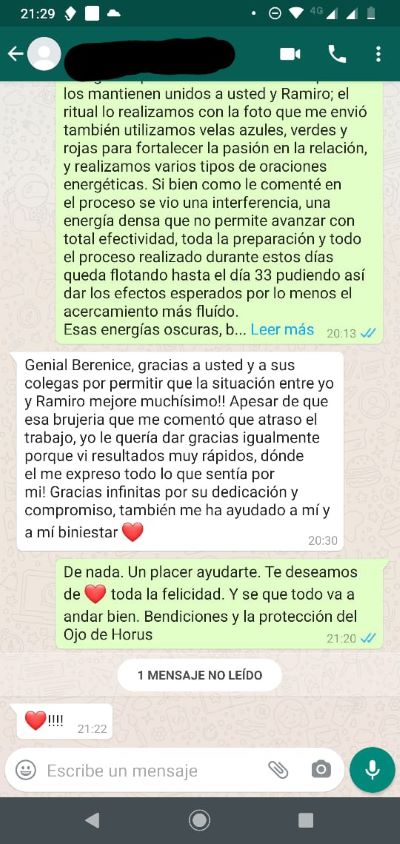 21:29
4G
los mantienen unidos a usted y Ramiro; el
ritual lo realizamos con la foto que me envió
también utilizamos velas azules, verdes y
rojas para fortalecer la pasión en la relación,
y realizamos varios tipos de oraciones
energéticas. Si bien como le comenté en
el proceso se vio una interferencia, una
energía densa que no permite avanzar con
total efectividad, toda la preparación y todo
el proceso realizado durante estos días
queda flotando hasta el día 33 pudiendo así
dar los efectos esperados por lo menos el
acercamiento más fluído.
Esas energías oscuras, b... Leer más 20:13
Genial Berenice, gracias a usted y a sus
colegas por permitir que la situación entre yo
y Ramiro mejore muchísimo!! Apesar de que
esa brujeria que me comentó que atraso el
trabajo, yo le quería dar gracias igualmente
porque vi resultados muy rápidos, dónde
el me expreso todo lo que sentía por
mi! Gracias infinitas por su dedicación y
compromiso, también me ha ayudado a mí y
a mí biniestar ❤️
20:30
De nada. Un placer ayudarte. Te deseamos
de ❤️ toda la felicidad. Y se que todo va a
andar bien. Bendiciones y la protección del
Ojo de Horus 21:20
1 MENSAJE NO LEÍDO
❤️!!!! 21:22
Escribe un mensaje